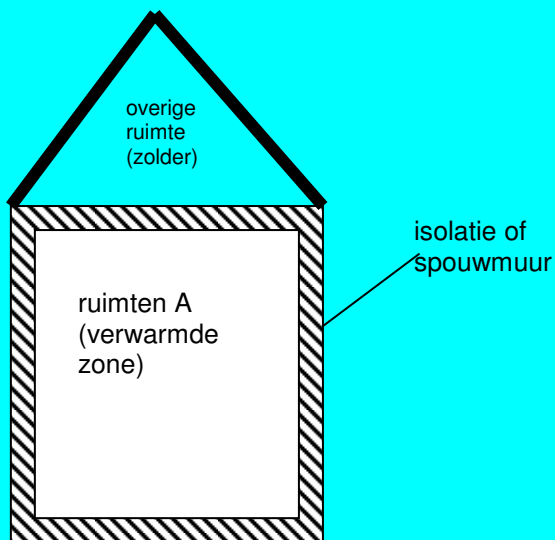 overige
ruimte
(zolder)
isolatie of
spouwmuur
ruimten A
(verwarmde
zone)